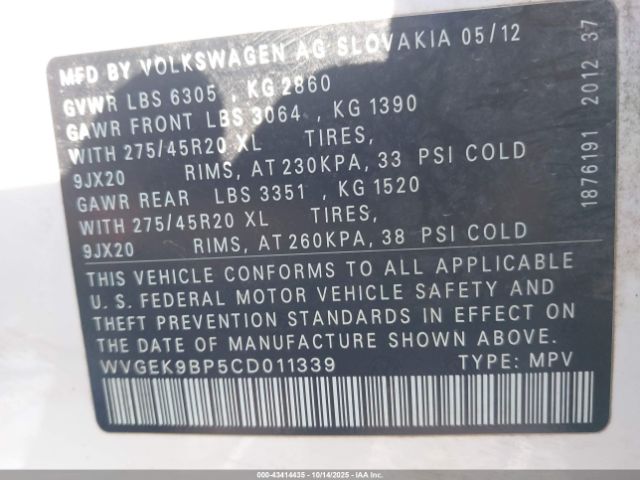 MFD BY VOLKSWAGEN AG SLOVAKIA 05/12
GVWR LBS 6305 , KG 2860
GAWR FRONT LBS 3064 , KG 1390
WITH 275/45R20 XL TIRES,
9JX20 RIMS, AT 230KPA, 33 PSI COLD
GAWR REAR LBS 3351 , KG 1520
WITH 275/45R20 XL TIRES,
9JX20 RIMS, AT 260KPA, 38 PSI COLD
THIS VEHICLE CONFORMS TO ALL APPLICABLE
U. S. FEDERAL MOTOR VEHICLE SAFETY AND
THEFT PREVENTION STANDARDS IN EFFECT ON
THE DATE OF MANUFACTURE SHOWN ABOVE.
WVGEK9BP5CD011339 TYPE: MPV
1876191 2012 37
000-43414435 - 10/14/2025 - IAAI.COM